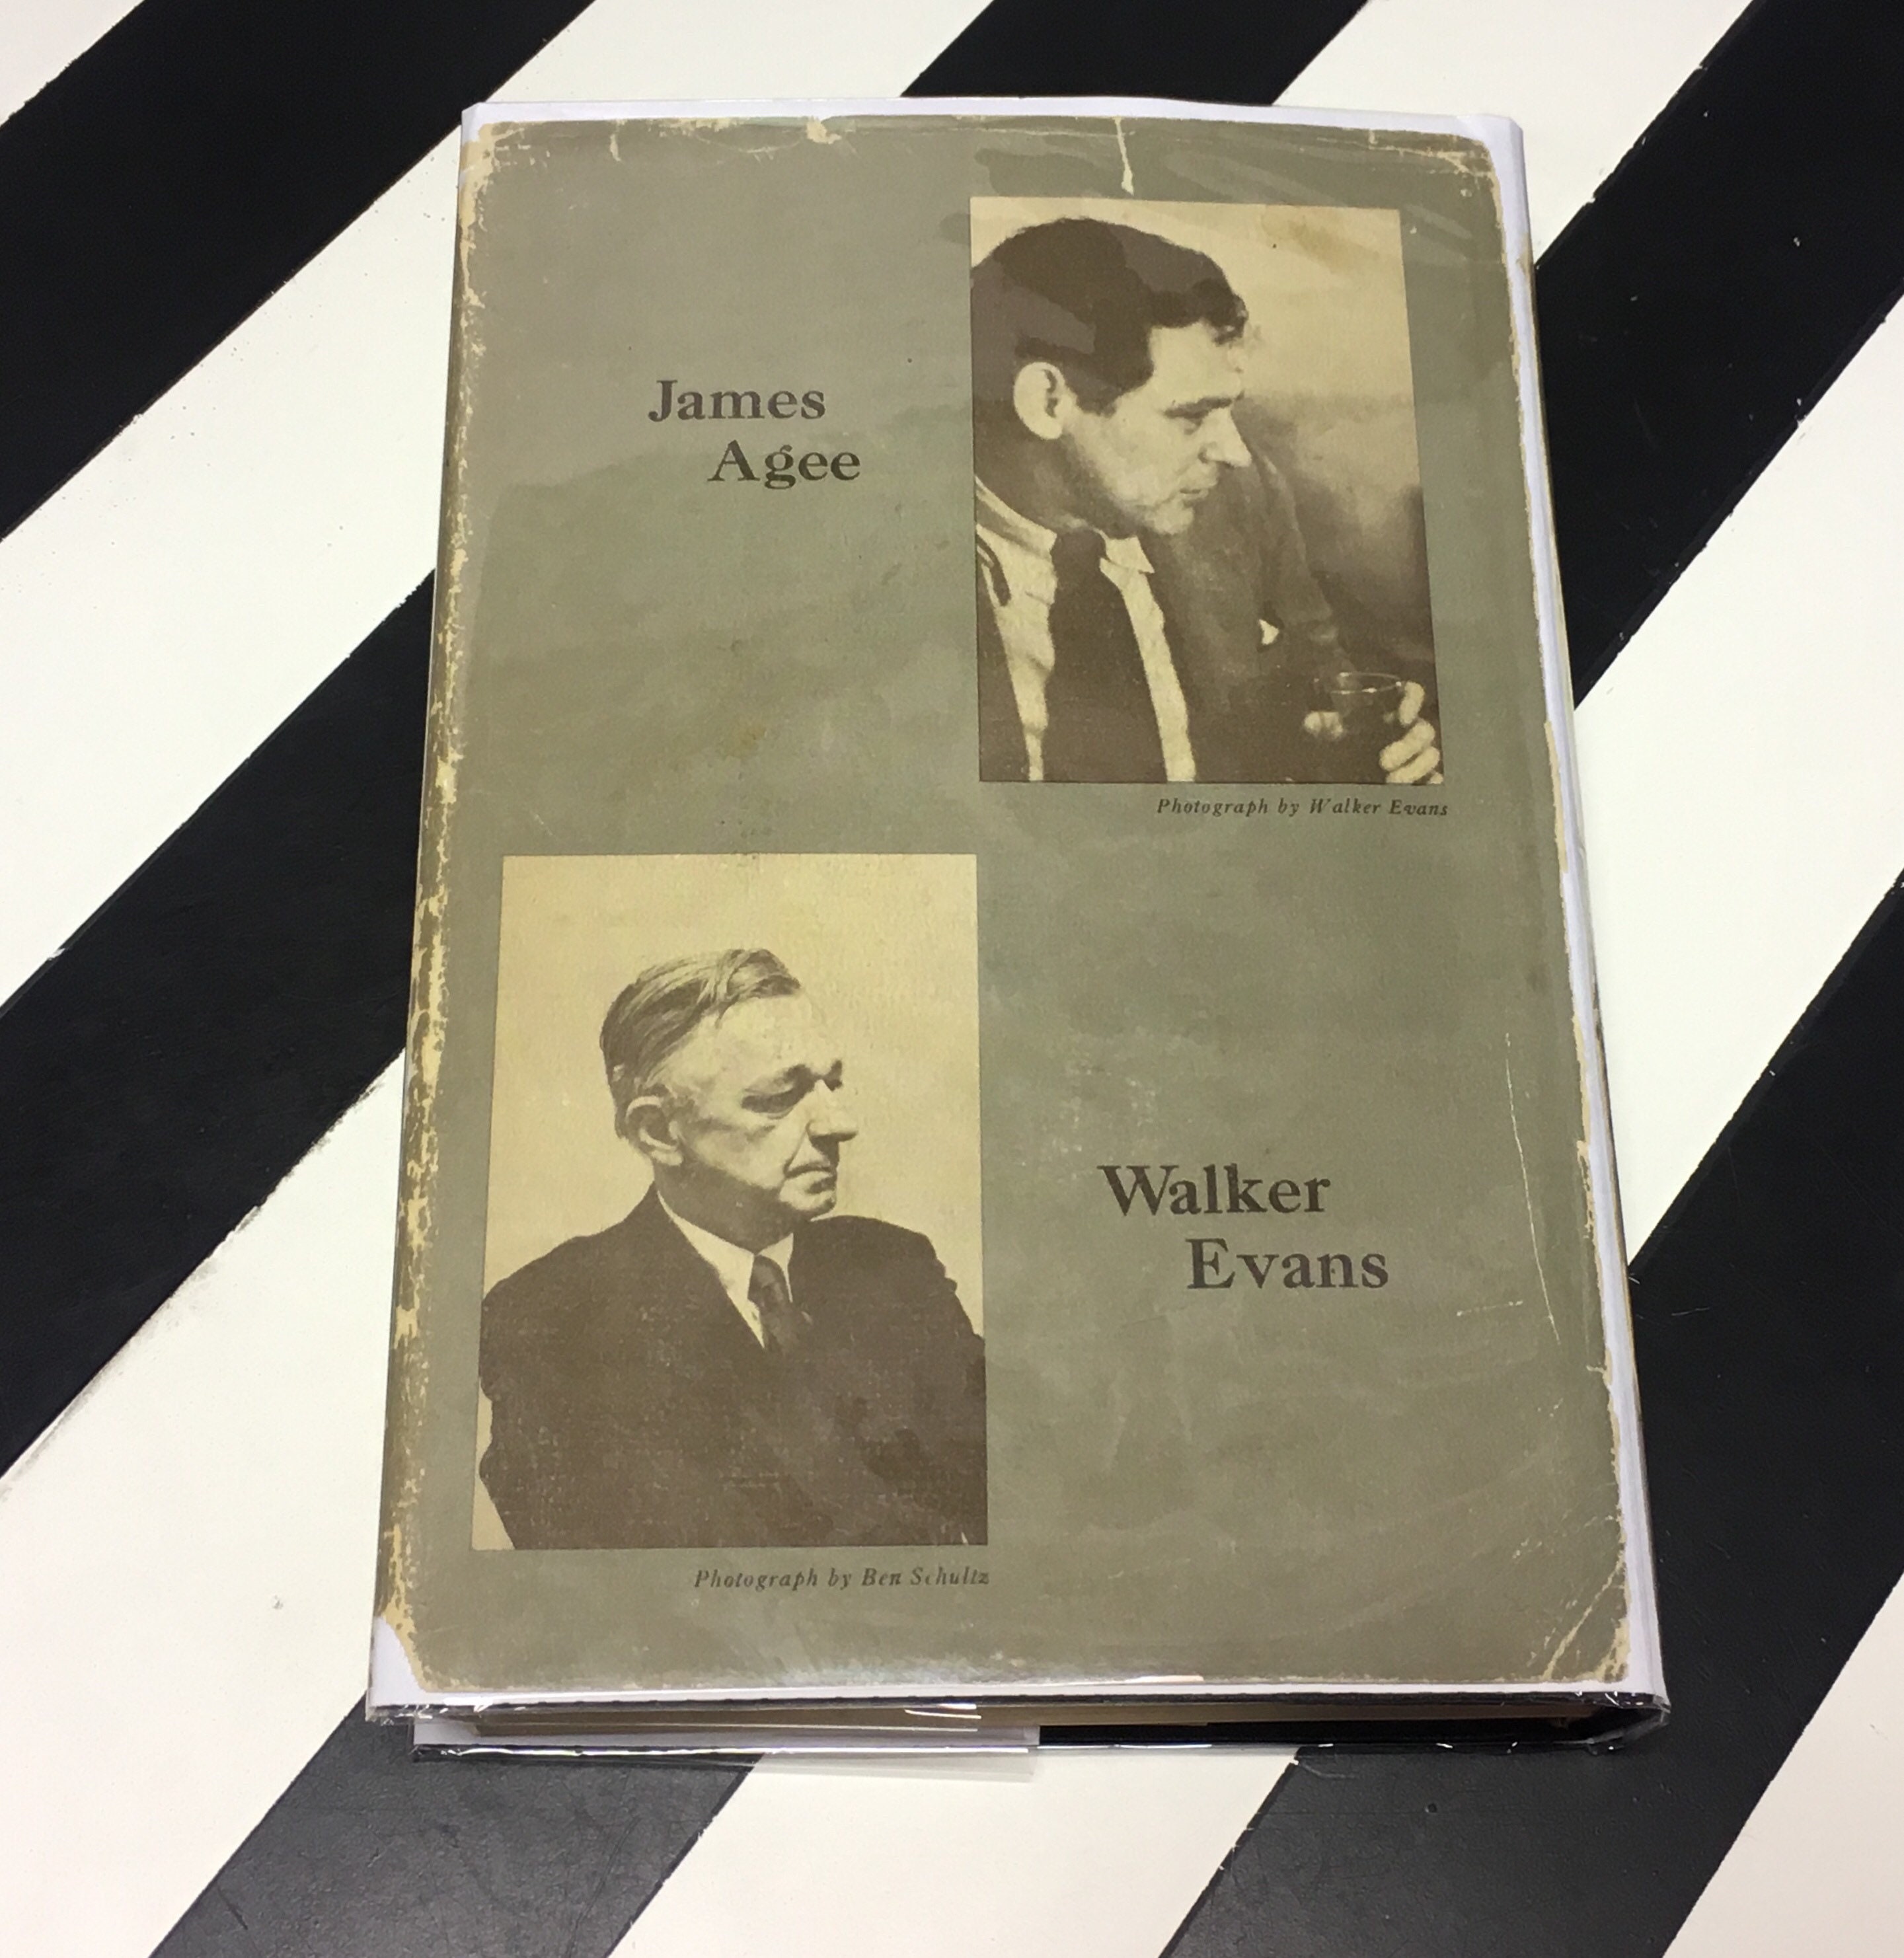 James
Agee
Photograph by Walker Evans
Walker
Evans
Photograph by Ben Schultz